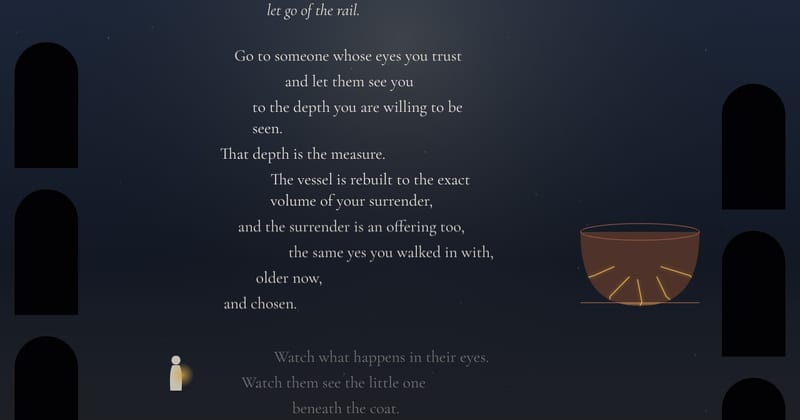 let go of the rail.
Go to someone whose eyes you trust
and let them see you
to the depth you are willing to be
seen.
That depth is the measure.
The vessel is rebuilt to the exact
volume of your surrender,
and the surrender is an offering too,
the same yes you walked in with,
older now,
and chosen.
Watch what happens in their eyes.
Watch them see the little one
beneath the coat.